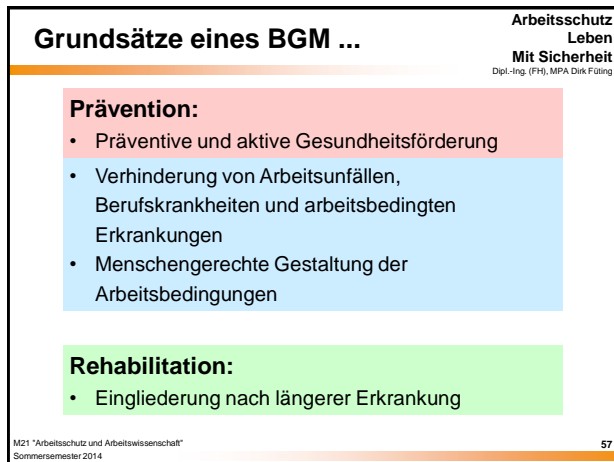 Grundsätze eines BGM ...
Arbeitsschutz
Leben
Mit Sicherheit
Dipl.-Ing. (FH), MPA Dirk Füting
Prävention:
• Präventive und aktive Gesundheitsförderung
• Verhinderung von Arbeitsunfällen,
Berufskrankheiten und arbeitsbedingten
Erkrankungen
• Menschengerechte Gestaltung der
Arbeitsbedingungen
Rehabilitation:
• Eingliederung nach längerer Erkrankung
M21 "Arbeitsschutz und Arbeitswissenschaft"
Sommersemester 2014
57